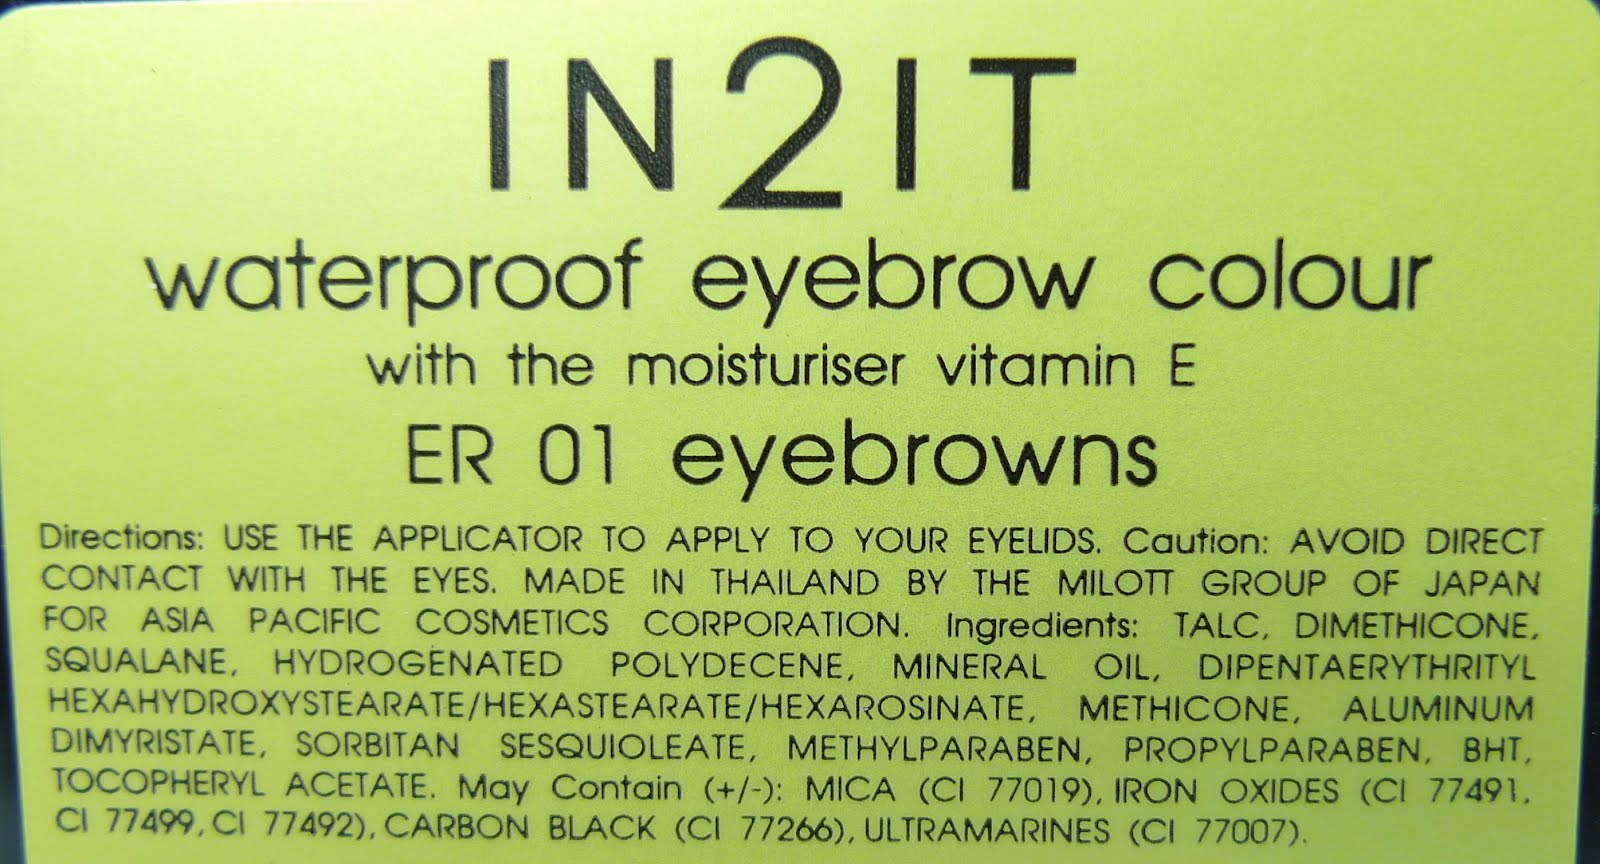 IN2IT
waterproof eyebrow colour
with the moisturiser vitamin E
ER 01 eyebrowns
Directions: USE THE APPLICATOR TO APPLY TO YOUR EYELIDS. Caution: AVOID DIRECT
CONTACT WITH THE EYES. MADE IN THAILAND BY THE MILOTT GROUP OF JAPAN
FOR ASIA PACIFIC COSMETICS CORPORATION. Ingredients: TALC, DIMETHICONE,
SQUALANE, HYDROGENATED POLYDECENE, MINERAL OIL, DIPENTAERYTHRITYL
HEXAHYDROXYSTEARATE/HEXASTEARATE/HEXAROSINATE, METHICONE, ALUMINUM
DIMYRISTATE, SORBITAN SESQUIOLEATE, METHYLPARABEN, PROPYLPARABEN, BHT,
TOCOPHERYL ACETATE. May Contain (+/-): MICA (CI 77019), IRON OXIDES (CI 77491,
CI 77499, CI 77492), CARBON BLACK (CI 77266), ULTRAMARINES (CI 77007).